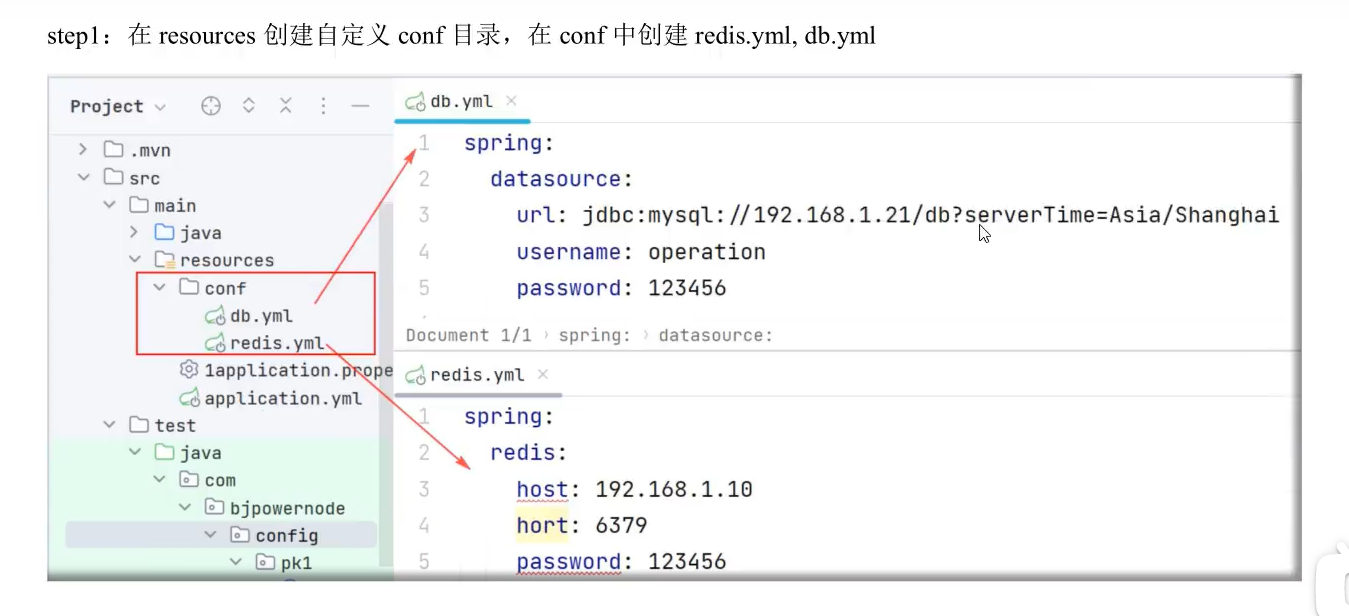 step1：在 resources 创建自定义 conf 目录，在 conf 中创建 redis.yml, db.yml
Project
.mvn
src
main
java
resources
conf
db.yml
redis.yml
1application.prope
application.yml
test
java
com
bjpowernode
config
pk1
db.yml
1 spring:
2 datasource:
3 url: jdbc:mysql://192.168.1.21/db?serverTime=Asia/Shanghai
4 username: operation
5 password: 123456
Document 1/1 › spring: › datasource:
redis.yml
1 spring:
2 redis:
3 host: 192.168.1.10
4 hort: 6379
5 password: 123456